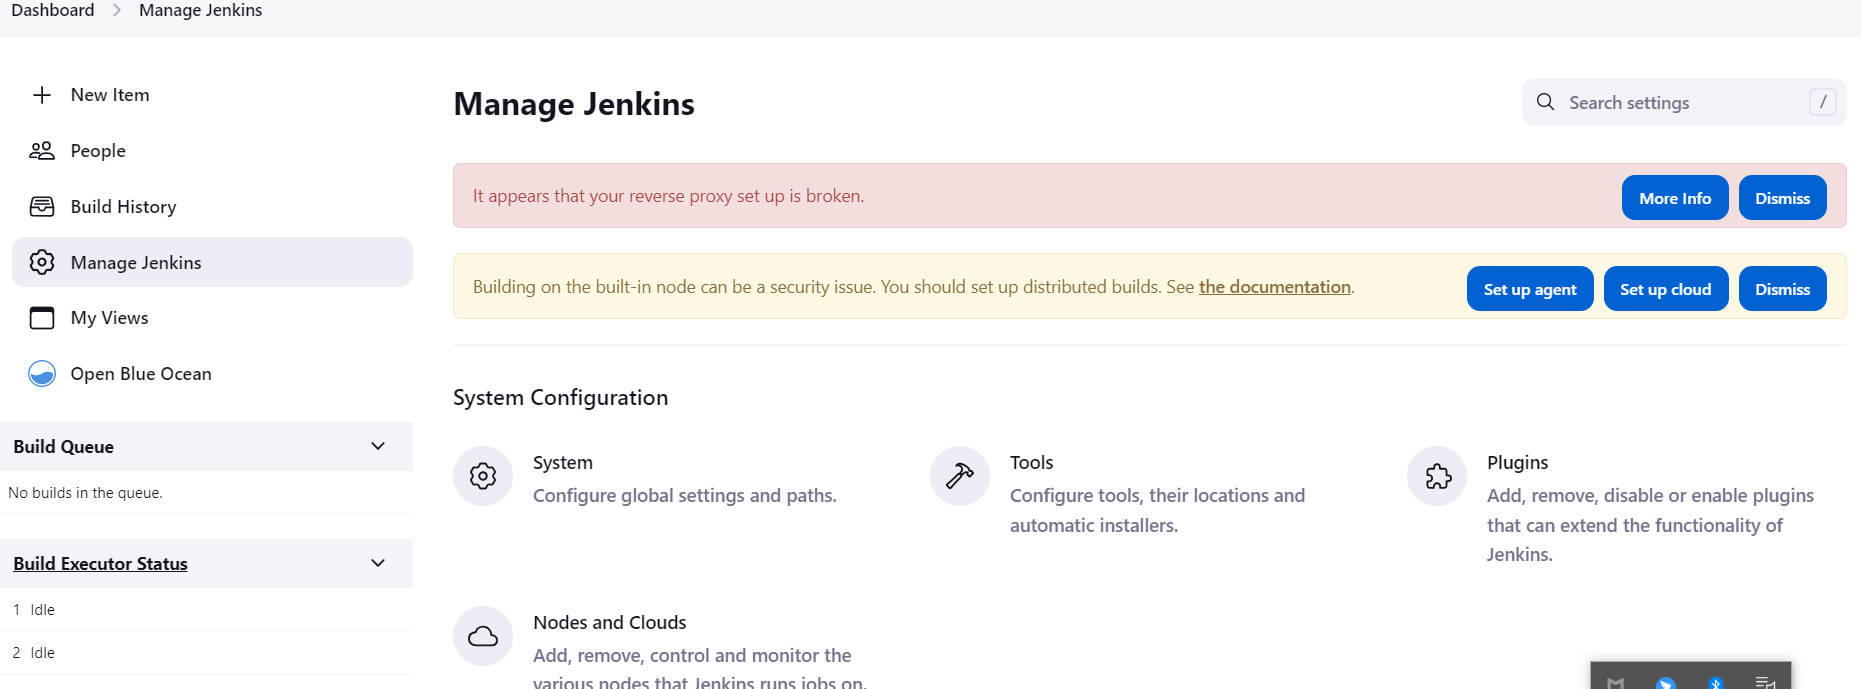 Dashboard > Manage Jenkins
New Item
People
Build History
Manage Jenkins
My Views
Open Blue Ocean
Build Queue
No builds in the queue.
Build Executor Status
1 Idle
2 Idle
Manage Jenkins
Search settings /
It appears that your reverse proxy set up is broken.
More Info Dismiss
Building on the built-in node can be a security issue. You should set up distributed builds. See the documentation.
Set up agent Set up cloud Dismiss
System Configuration
System
Configure global settings and paths.
Tools
Configure tools, their locations and
automatic installers.
Plugins
Add, remove, disable or enable plugins
that can extend the functionality of
Jenkins.
Nodes and Clouds
Add, remove, control and monitor the
various nodes that Jenkins runs jobs on.